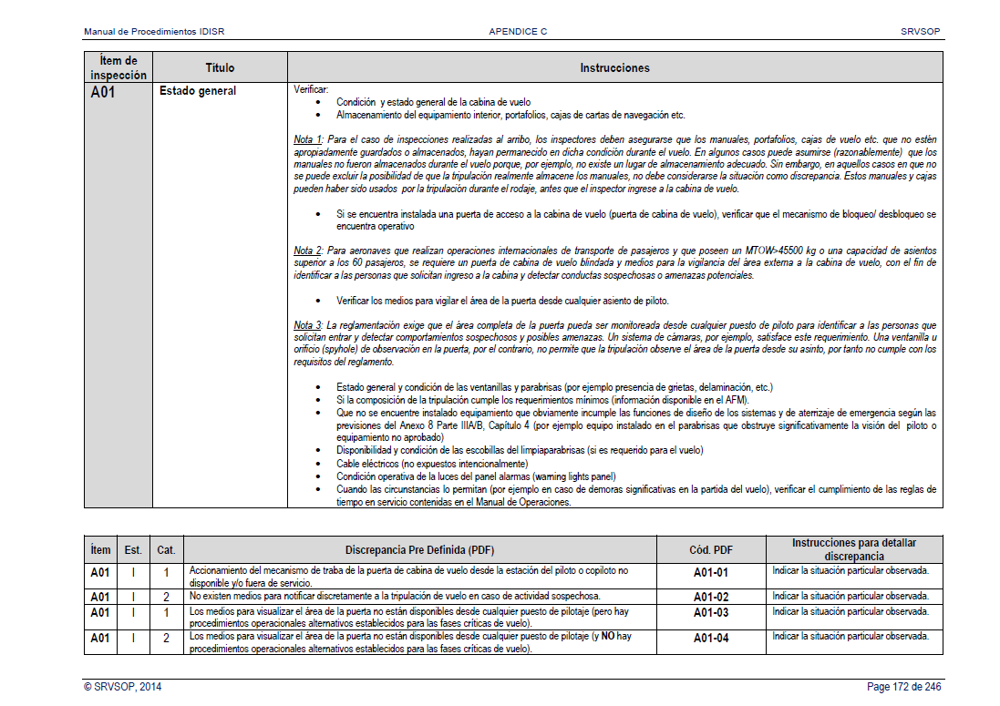 Manual de Procedimientos IDISR APENDICE C SRVSOP
Ítem de inspección Título Instrucciones
A01 Estado general Verificar:
• Condición y estado general de la cabina de vuelo
• Almacenamiento del equipamiento interior, portafolios, cajas de cartas de navegación etc.
Nota 1: Para el caso de inspecciones realizadas al arribo, los inspectores deben asegurarse que los manuales, portafolios, cajas de vuelo etc. que no estén
apropiadamente guardados o almacenados, hayan permanecido en dicha condición durante el vuelo. En algunos casos puede asumirse (razonablemente) que los
manuales no fueron almacenados durante el vuelo porque, por ejemplo, no existe un lugar de almacenamiento adecuado. Sin embargo, en aquellos casos en que no
se puede excluir la posibilidad de que la tripulación realmente almacene los manuales, no debe considerarse la situación como discrepancia. Estos manuales y cajas
pueden haber sido usados por la tripulación durante el rodaje, antes que el inspector ingrese a la cabina de vuelo.
• Si se encuentra instalada una puerta de acceso a la cabina de vuelo (puerta de cabina de vuelo), verificar que el mecanismo de bloqueo/ desbloqueo se
encuentra operativo
Nota 2: Para aeronaves que realizan operaciones internacionales de transporte de pasajeros y que poseen un MTOW>45500 kg o una capacidad de asientos
superior a los 60 pasajeros, se requiere un puerta de cabina de vuelo blindada y medios para la vigilancia del área externa a la cabina de vuelo, con el fin de
identificar a las personas que solicitan ingreso a la cabina y detectar conductas sospechosas o amenazas potenciales.
• Verificar los medios para vigilar el área de la puerta desde cualquier asiento de piloto.
Nota 3: La reglamentación exige que el área completa de la puerta pueda ser monitoreada desde cualquier puesto de piloto para identificar a las personas que
solicitan entrar y detectar comportamientos sospechosos y posibles amenazas. Un sistema de cámaras, por ejemplo, satisface este requerimiento. Una ventanilla u
orificio (spyhole) de observación en la puerta, por el contrario, no permite que la tripulación observe el área de la puerta desde su asinto, por tanto no cumple con los
requisitos del reglamento.
• Estado general y condición de las ventanillas y parabrisas (por ejemplo presencia de grietas, delaminación, etc.)
• Si la composición de la tripulación cumple los requerimientos mínimos (información disponible en el AFM).
• Que no se encuentre instalado equipamiento que obviamente incumple las funciones de diseño de los sistemas y de aterrizaje de emergencia según las
previsiones del Anexo 8 Parte IIIA/B, Capítulo 4 (por ejemplo equipo instalado en el parabrisas que obstruye significativamente la visión del piloto o
equipamiento no aprobado)
• Disponibilidad y condición de las escobillas del limpiaparabrisas (si es requerido para el vuelo)
• Cable eléctricos (no expuestos intencionalmente)
• Condición operativa de la luces del panel alarmas (warning lights panel)
• Cuando las circunstancias lo permitan (por ejemplo en caso de demoras significativas en la partida del vuelo), verificar el cumplimiento de las reglas de
tiempo en servicio contenidas en el Manual de Operaciones.
Ítem Est. Cat. Discrepancia Pre Definida (PDF) Cód. PDF Instrucciones para detallar discrepancia
A01 I 1 Accionamiento del mecanismo de traba de la puerta de cabina de vuelo desde la estación del piloto o copiloto no
disponible y/o fuera de servicio. A01-01 Indicar la situación particular observada.
A01 I 2 No existen medios para notificar discretamente a la tripulación de vuelo en caso de actividad sospechosa. A01-02 Indicar la situación particular observada.
A01 I 1 Los medios para visualizar el área de la puerta no están disponibles desde cualquier puesto de pilotaje (pero hay
procedimientos operacionales alternativos establecidos para las fases críticas de vuelo). A01-03 Indicar la situación particular observada.
A01 I 2 Los medios para visualizar el área de la puerta no están disponibles desde cualquier puesto de pilotaje (y NO hay
procedimientos operacionales alternativos establecidos para las fases críticas de vuelo). A01-04 Indicar la situación particular observada.
© SRVSOP, 2014 Page 172 de 246